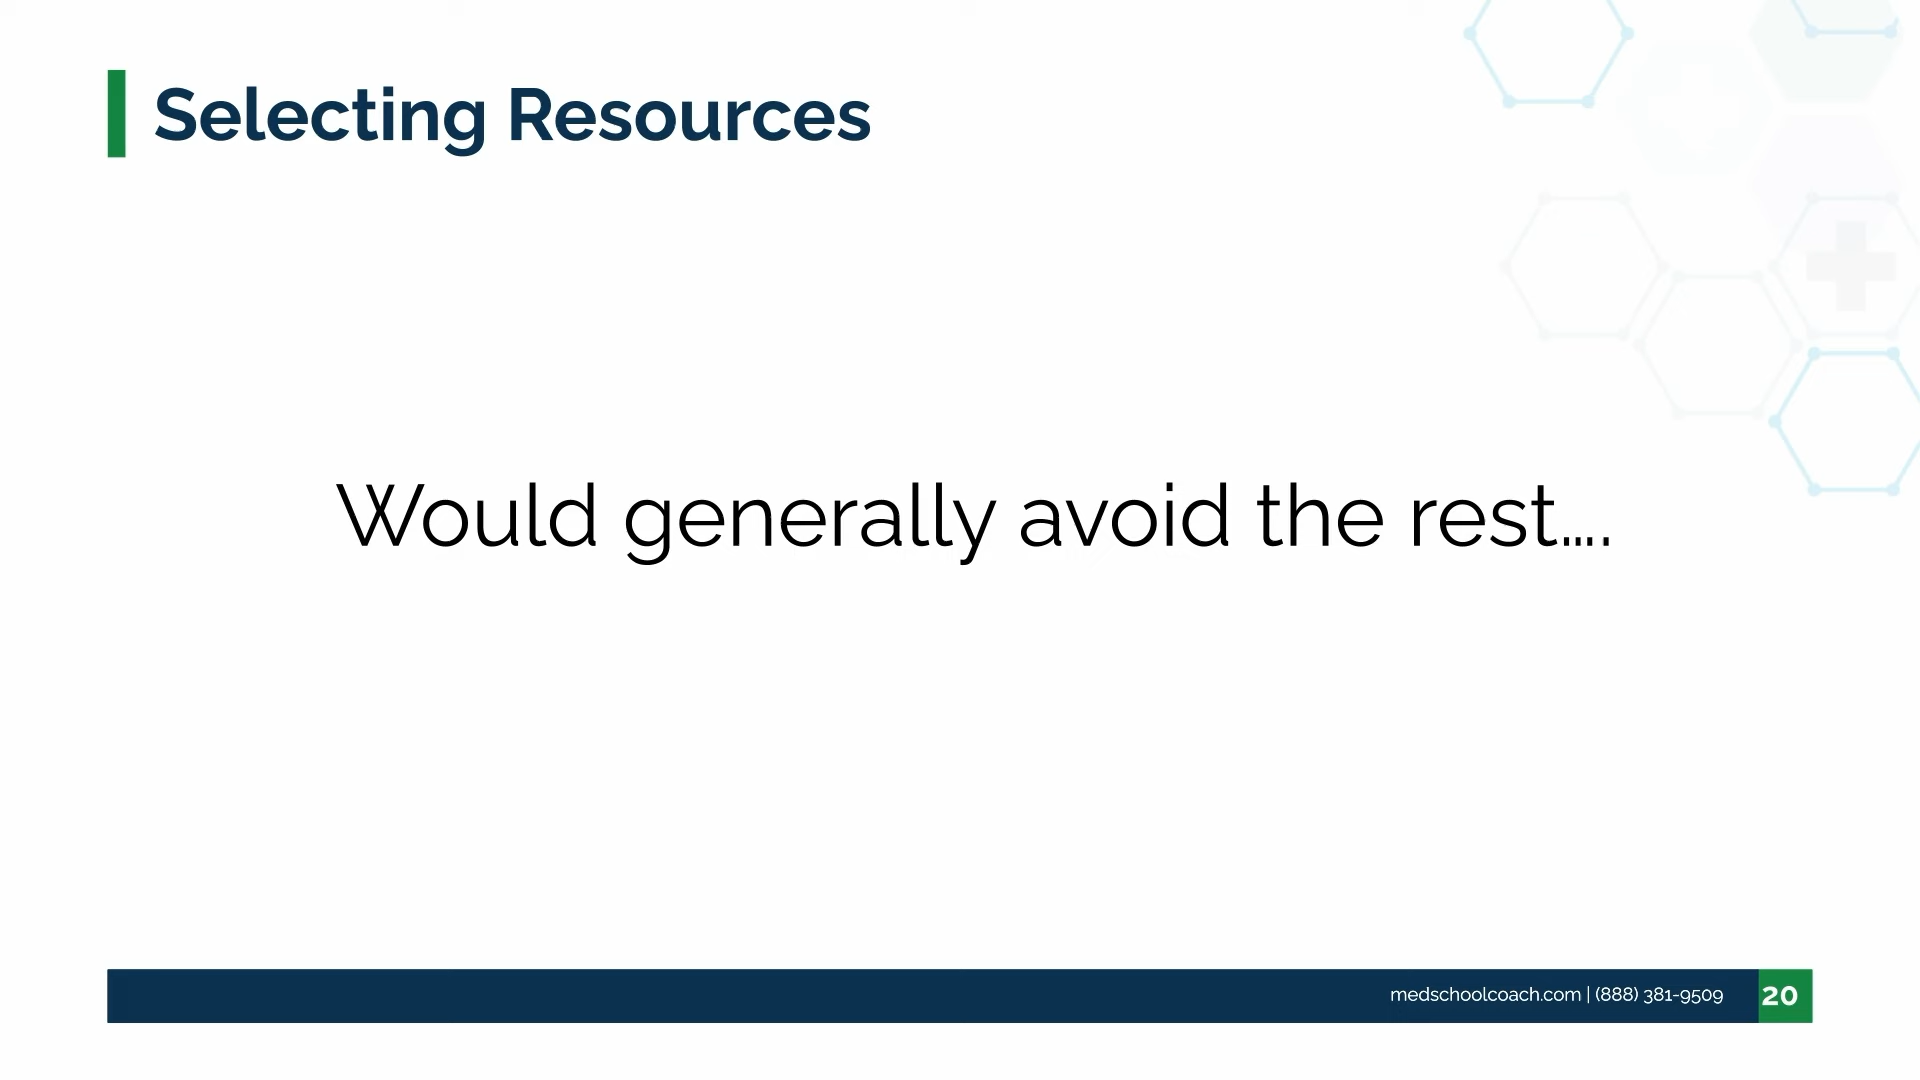 Selecting Resources
Would generally avoid the rest....
medschoolcoach.com | (888) 381-9509
20